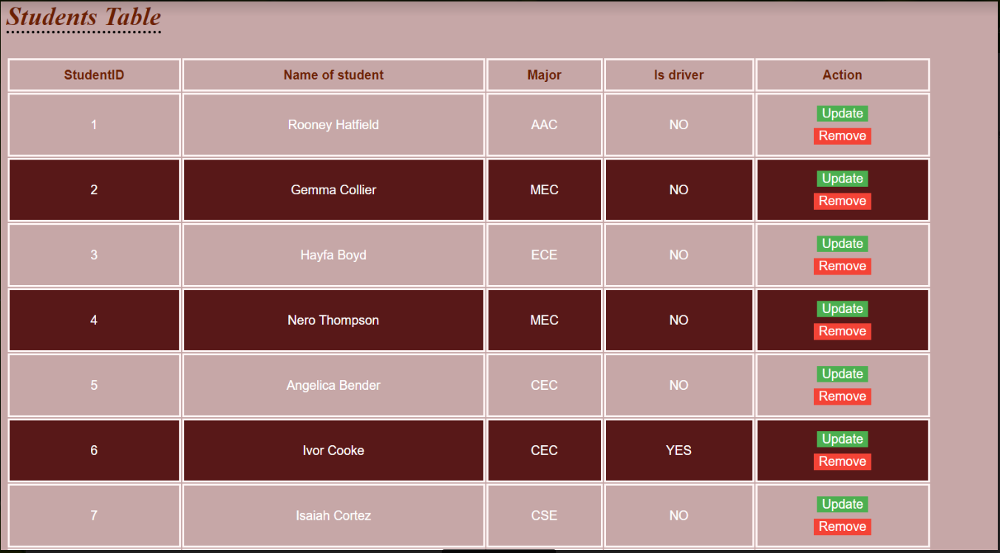 Students Table
StudentID Name of student Major Is driver Action
1 Rooney Hatfield AAC NO Update
Remove
2 Gemma Collier MEC NO Update
Remove
3 Hayfa Boyd ECE NO Update
Remove
4 Nero Thompson MEC NO Update
Remove
5 Angelica Bender CEC NO Update
Remove
6 Ivor Cooke CEC YES Update
Remove
7 Isaiah Cortez CSE NO Update
Remove